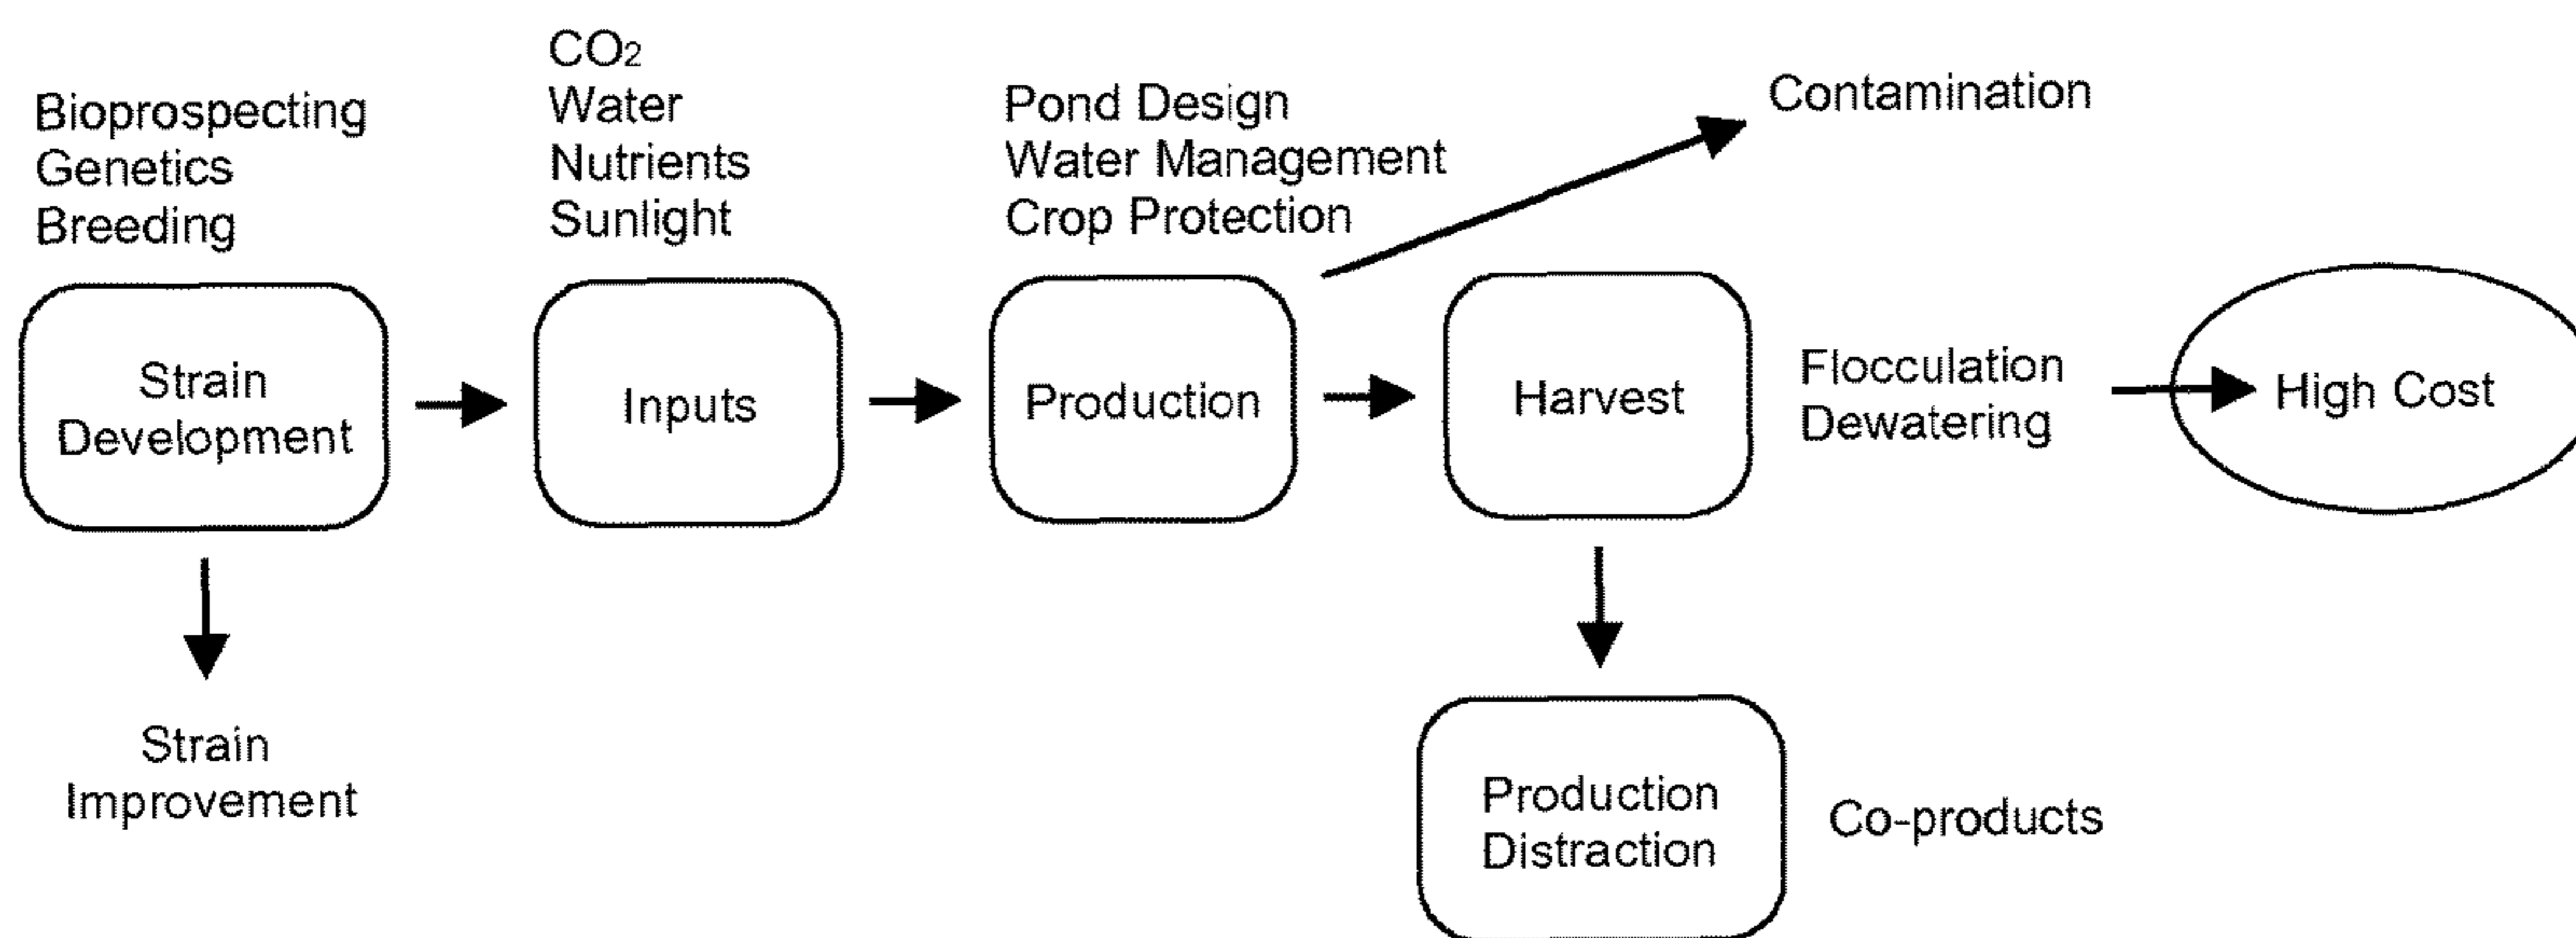 Bioprospecting
Genetics
Breeding
CO₂
Water
Nutrients
Sunlight
Pond Design
Water Management
Crop Protection
Contamination
Strain
Development
Inputs
Production
Harvest
Flocculation
Dewatering
High Cost
Strain
Improvement
Production
Distraction
Co-products